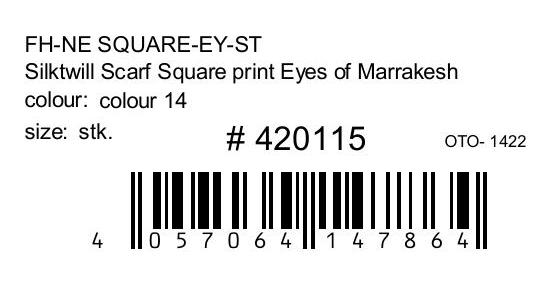 FH-NE SQUARE-EY-ST
Silktwill Scarf Square print Eyes of Marrakesh
colour: colour 14
size: stk.
# 420115
OTO- 1422
4 057064 147864